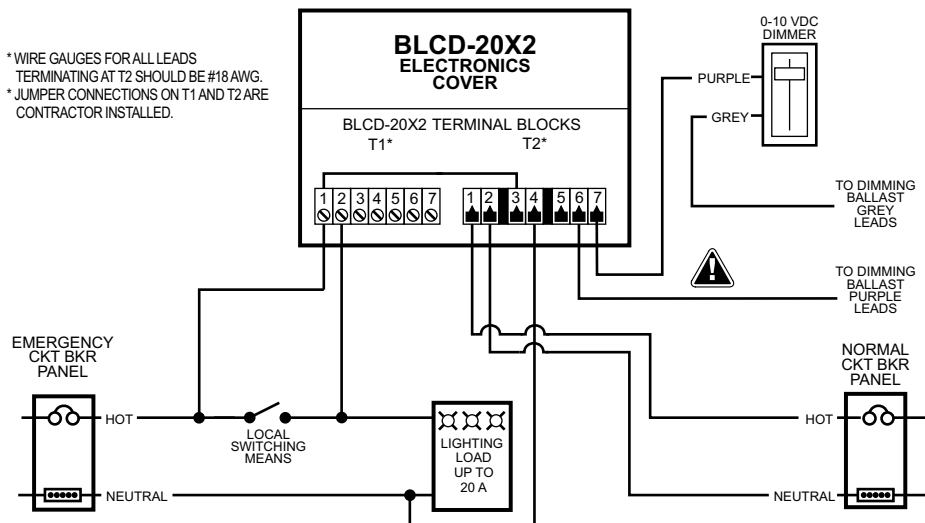 * WIRE GAUGES FOR ALL LEADS
TERMINATING AT T2 SHOULD BE #18 AWG.
* JUMPER CONNECTIONS ON T1 AND T2 ARE
CONTRACTOR INSTALLED.
BLCD-20X2
ELECTRONICS
COVER
BLCD-20X2 TERMINAL BLOCKS
T1* T2*
1 2 3 4 5 6 7 1 2 3 4 5 6 7
0-10 VDC
DIMMER
PURPLE
GREY
TO DIMMING
BALLAST
GREY
LEADS
!
TO DIMMING
BALLAST
PURPLE
LEADS
EMERGENCY
CKT BKR
PANEL
HOT
LOCAL
SWITCHING
MEANS
NEUTRAL
LIGHTING
LOAD
UP TO
20 A
NORMAL
CKT BKR
PANEL
HOT
NEUTRAL